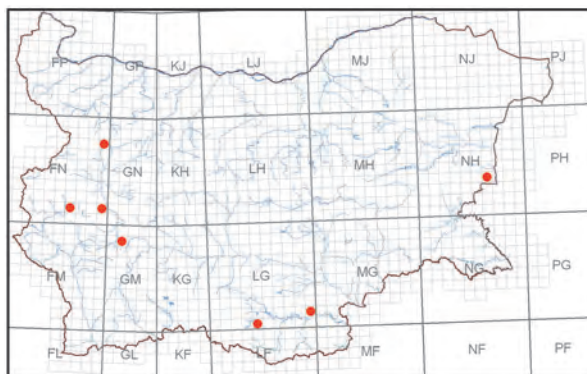 FP GP KJ LJ MJ NJ PJ
FN GN KH LH MH NH PH
FM GM KG LG MG NG PG
FL GL KF LF MF NF PF